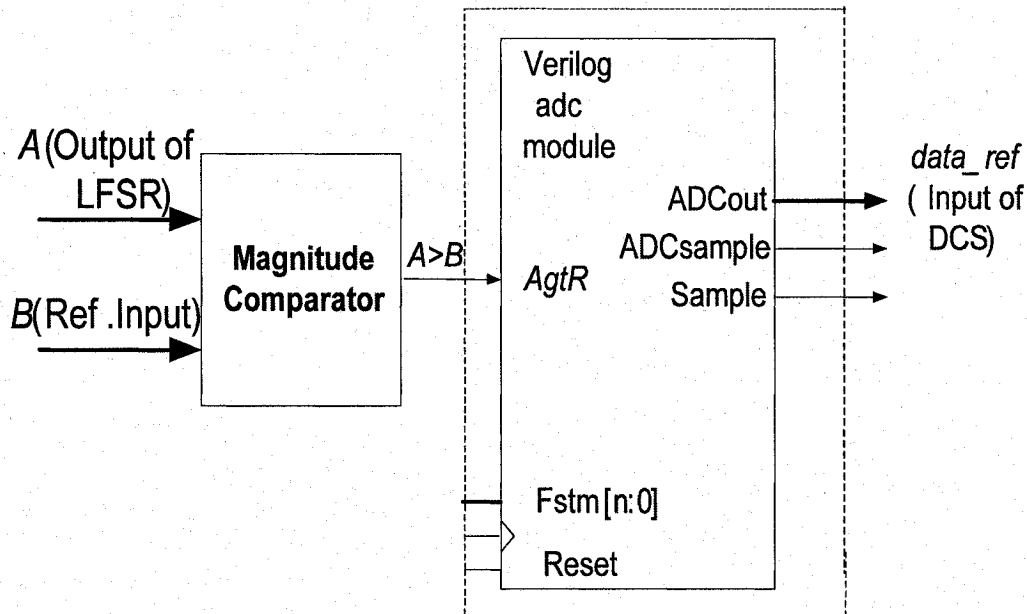 A(Output of
LFSR)
B(Ref .Input)
Magnitude
Comparator
A>B
Verilog
adc
module
AgtR
ADCout
ADCsample
Sample
Fstm[n:0]
Reset
data_ref
( Input of
DCS)